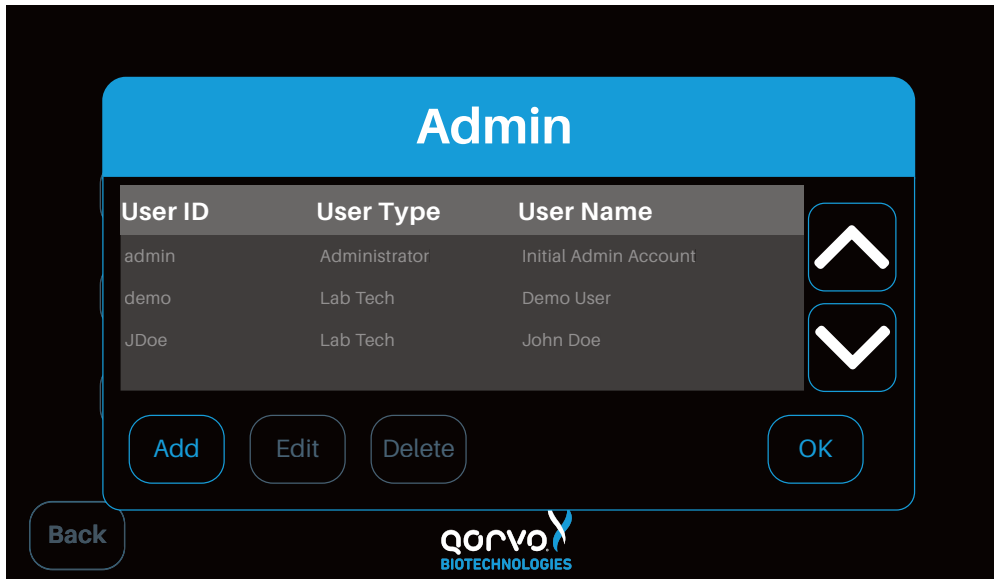 Admin
User ID User Type User Name
admin Administrator Initial Admin Account
demo Lab Tech Demo User
JDoe Lab Tech John Doe
Add Edit Delete OK
Back
QORVO.
BIOTECHNOLOGIES